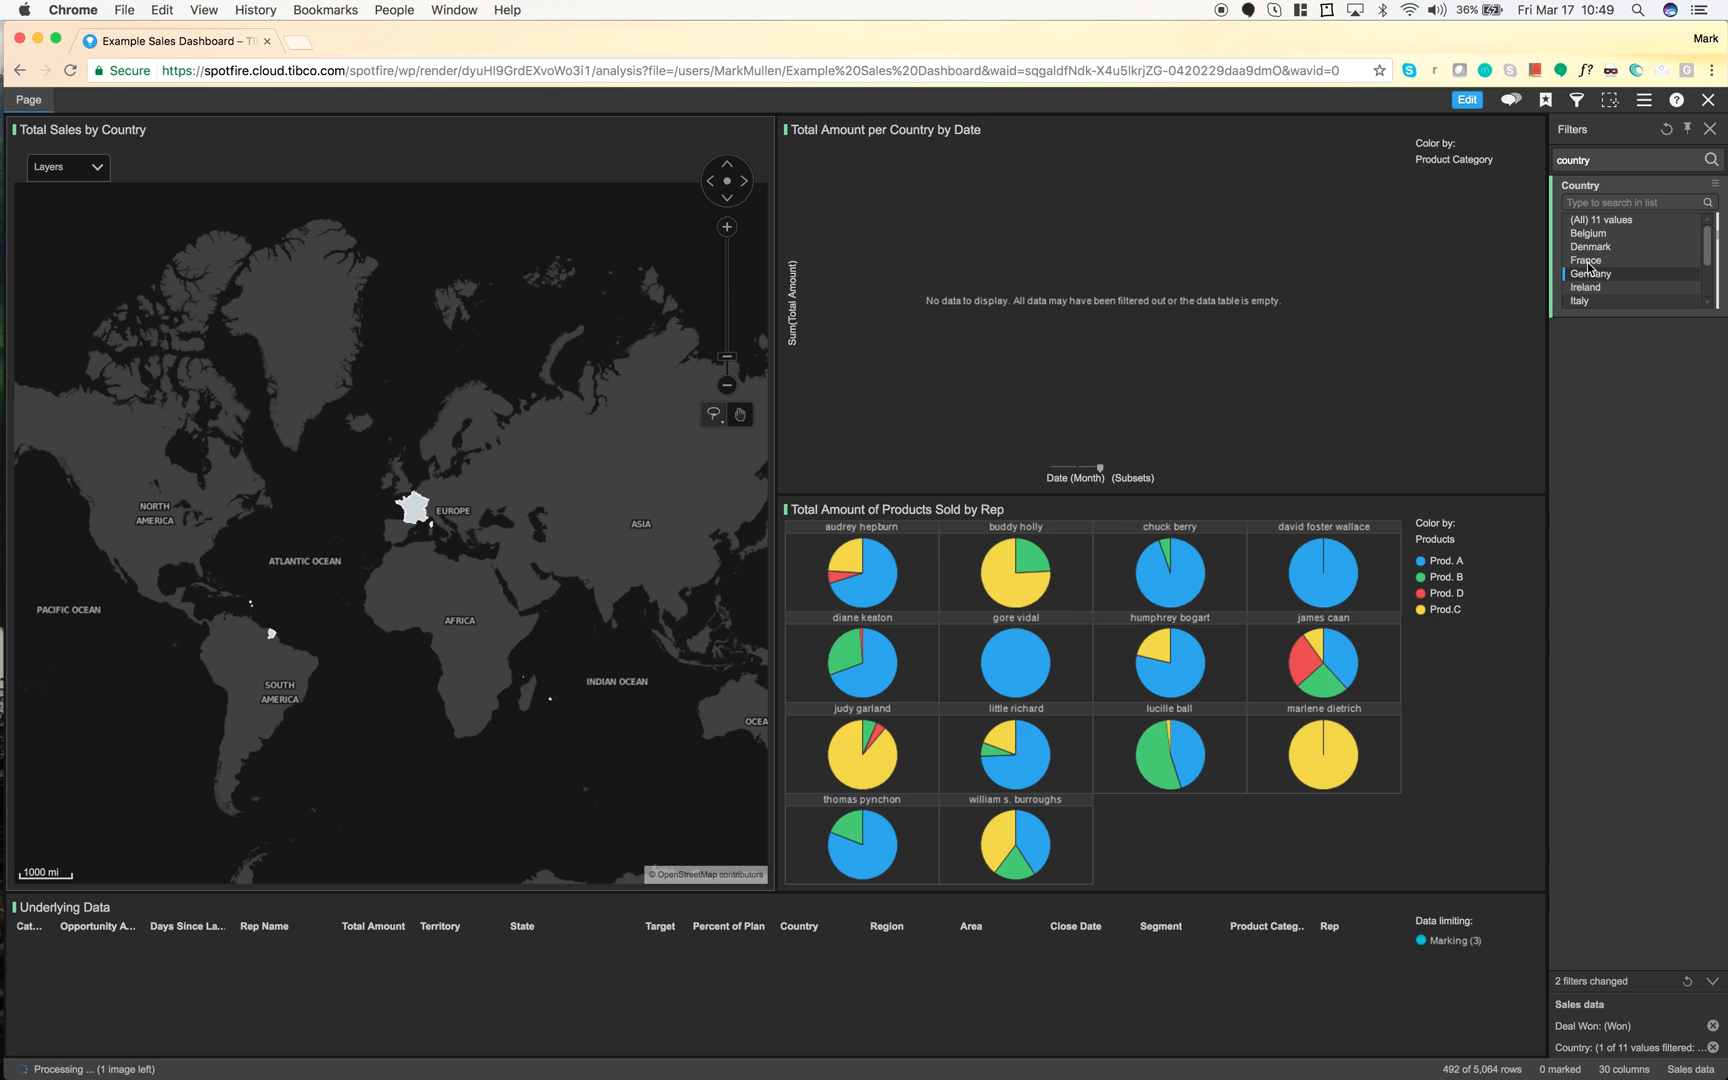 Chrome File Edit View History Bookmarks People Window Help
36% Fri Mar 17 10:49
Example Sales Dashboard – Ti
Mark
Secure https://spotfire.cloud.tibco.com/spotfire/wp/render/dyuHI9GrdEXvoWo3i1/analysis?file=/users/MarkMullen/Example%20Sales%20Dashboard&waid=sqgaldfNdk-X4u5lkrjZG-0420229daa9dmO&wavid=0
Page
Edit
Total Sales by Country
Layers
NORTH
AMERICA
EUROPE
ASIA
ATLANTIC OCEAN
PACIFIC OCEAN
AFRICA
SOUTH
AMERICA
INDIAN OCEAN
OCEA
1000 mi
© OpenStreetMap contributors
Total Amount per Country by Date
Color by:
Product Category
Sum(Total Amount)
No data to display. All data may have been filtered out or the data table is empty.
Date (Month) (Subsets)
Total Amount of Products Sold by Rep
audrey hepburn buddy holly chuck berry david foster wallace
diane keaton gore vidal humphrey bogart james caan
judy garland little richard lucille ball marlene dietrich
thomas pynchon william s. burroughs
Color by:
Products
Prod. A
Prod. B
Prod. D
Prod.C
Filters
country
Country
Type to search in list
(All) 11 values
Belgium
Denmark
France
Germany
Ireland
Italy
2 filters changed
Sales data
Deal Won: (Won)
Country: (1 of 11 values filtered: ...
Underlying Data
Cat... Opportunity A... Days Since La... Rep Name Total Amount Territory State Target Percent of Plan Country Region Area Close Date Segment Product Categ.. Rep
Data limiting:
Marking (3)
Processing ... (1 image left)
492 of 5,064 rows 0 marked 30 columns Sales data